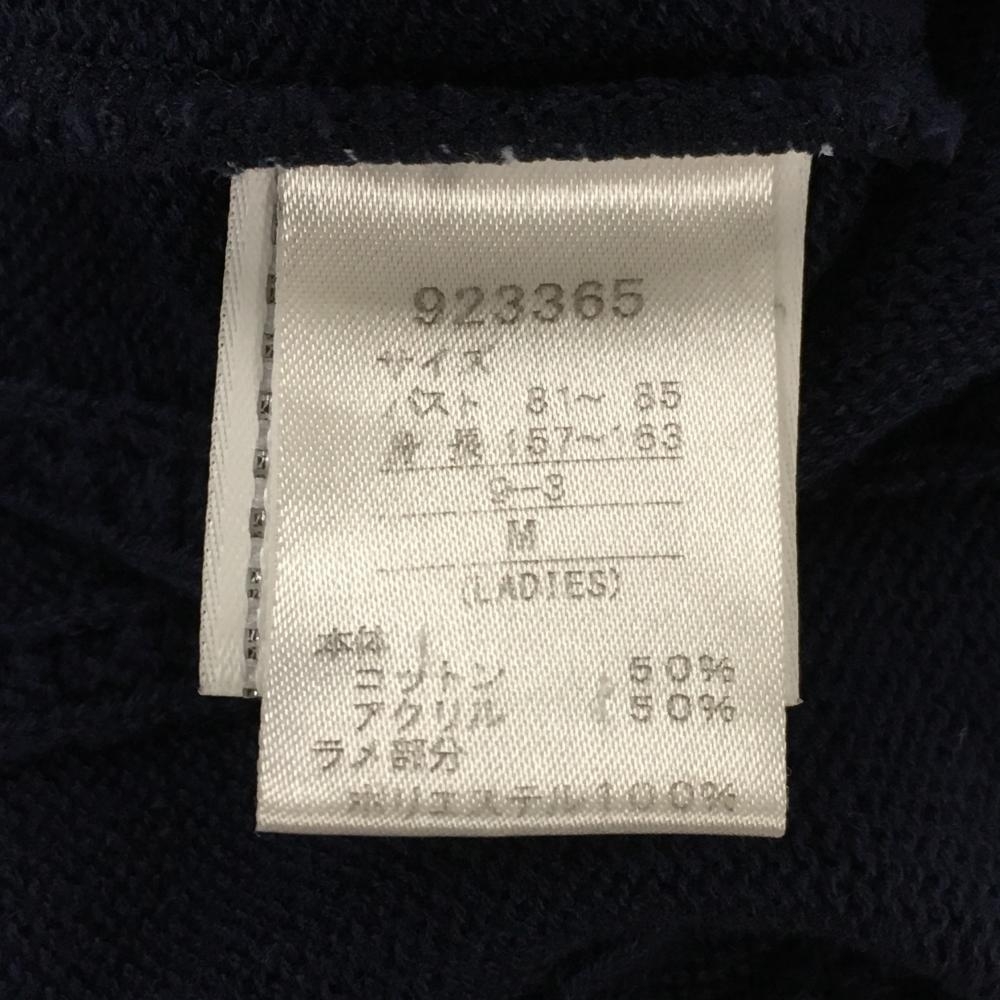 923365
サイズ
バスト 81〜 85
身 長 157〜163
9-3
M
(LADIES)
本体
コットン 50%
アクリル 50%
ラメ部分
ポリエステル100%